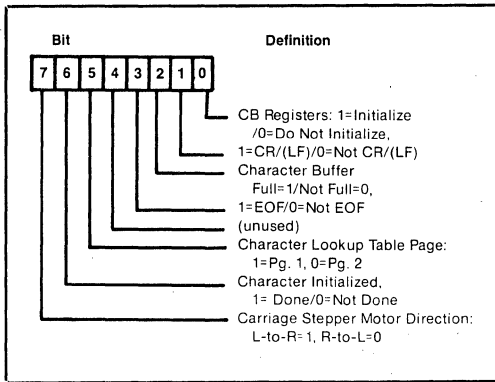 Bit Definition
7 6 5 4 3 2 1 0
CB Registers: 1=Initialize
/0=Do Not Initialize,
1=CR/(LF)/0=Not CR/(LF)
Character Buffer
Full=1/Not Full=0,
1=EOF/0=Not EOF
(unused)
Character Lookup Table Page:
1=Pg. 1, 0=Pg. 2
Character Initialized,
1= Done/0=Not Done
Carriage Stepper Motor Direction:
L-to-R=1, R-to-L=0